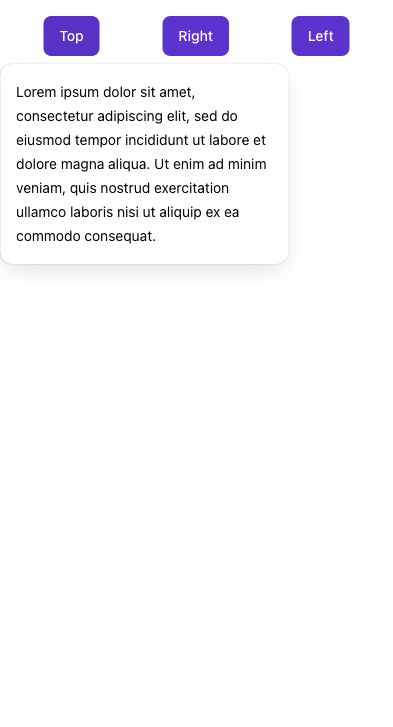 Top
Right
Left
Lorem ipsum dolor sit amet,
consectetur adipiscing elit, sed do
eiusmod tempor incididunt ut labore et
dolore magna aliqua. Ut enim ad minim
veniam, quis nostrud exercitation
ullamco laboris nisi ut aliquip ex ea
commodo consequat.